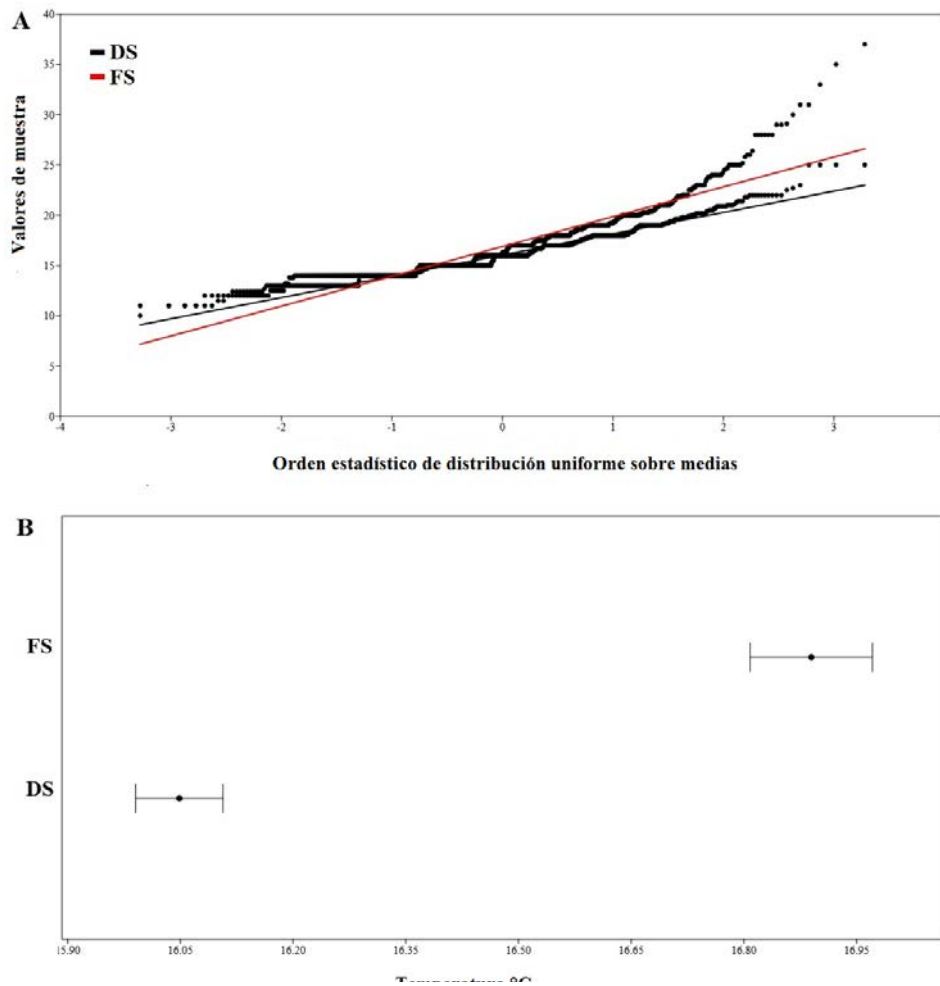 A
40
DS
FS
35
30
25
20
15
10
5
0
Valores de muestra
-4 -3 -2 -1 0 1 2 3
Orden estadístico de distribución uniforme sobre medias
B
FS
DS
15.90 16.05 16.20 16.35 16.50 16.65 16.80 16.95
Temperatura °C